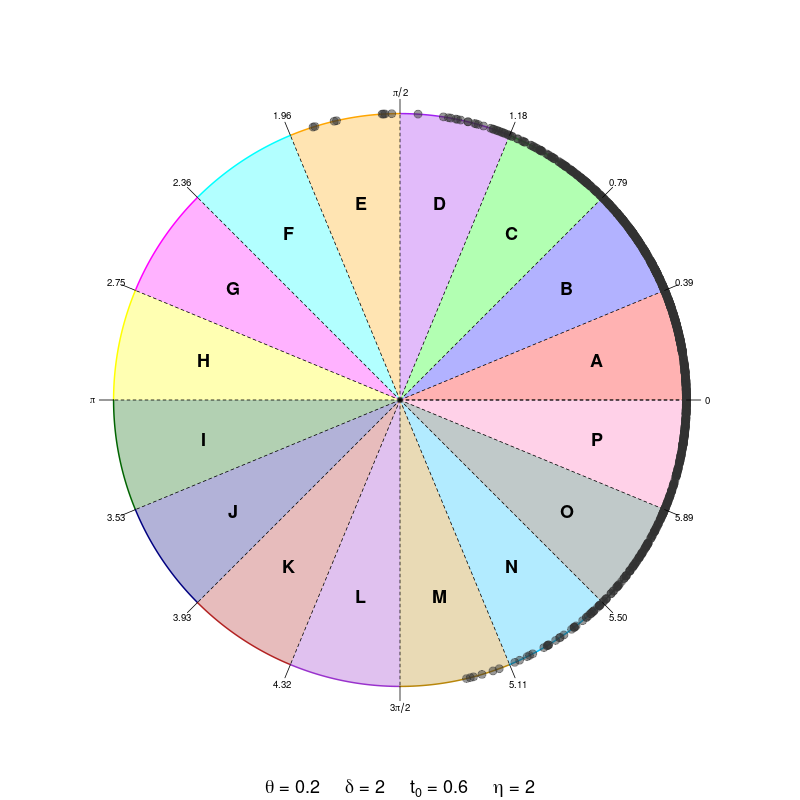 π/2
1.96 1.18
2.36 0.79
E D
F C
2.75 G B 0.39
H A
π 0
I P
3.53 J O 5.89
K N
L M
3.93 5.50
4.32 5.11
3π/2
θ = 0.2 δ = 2 t₀ = 0.6 η = 2